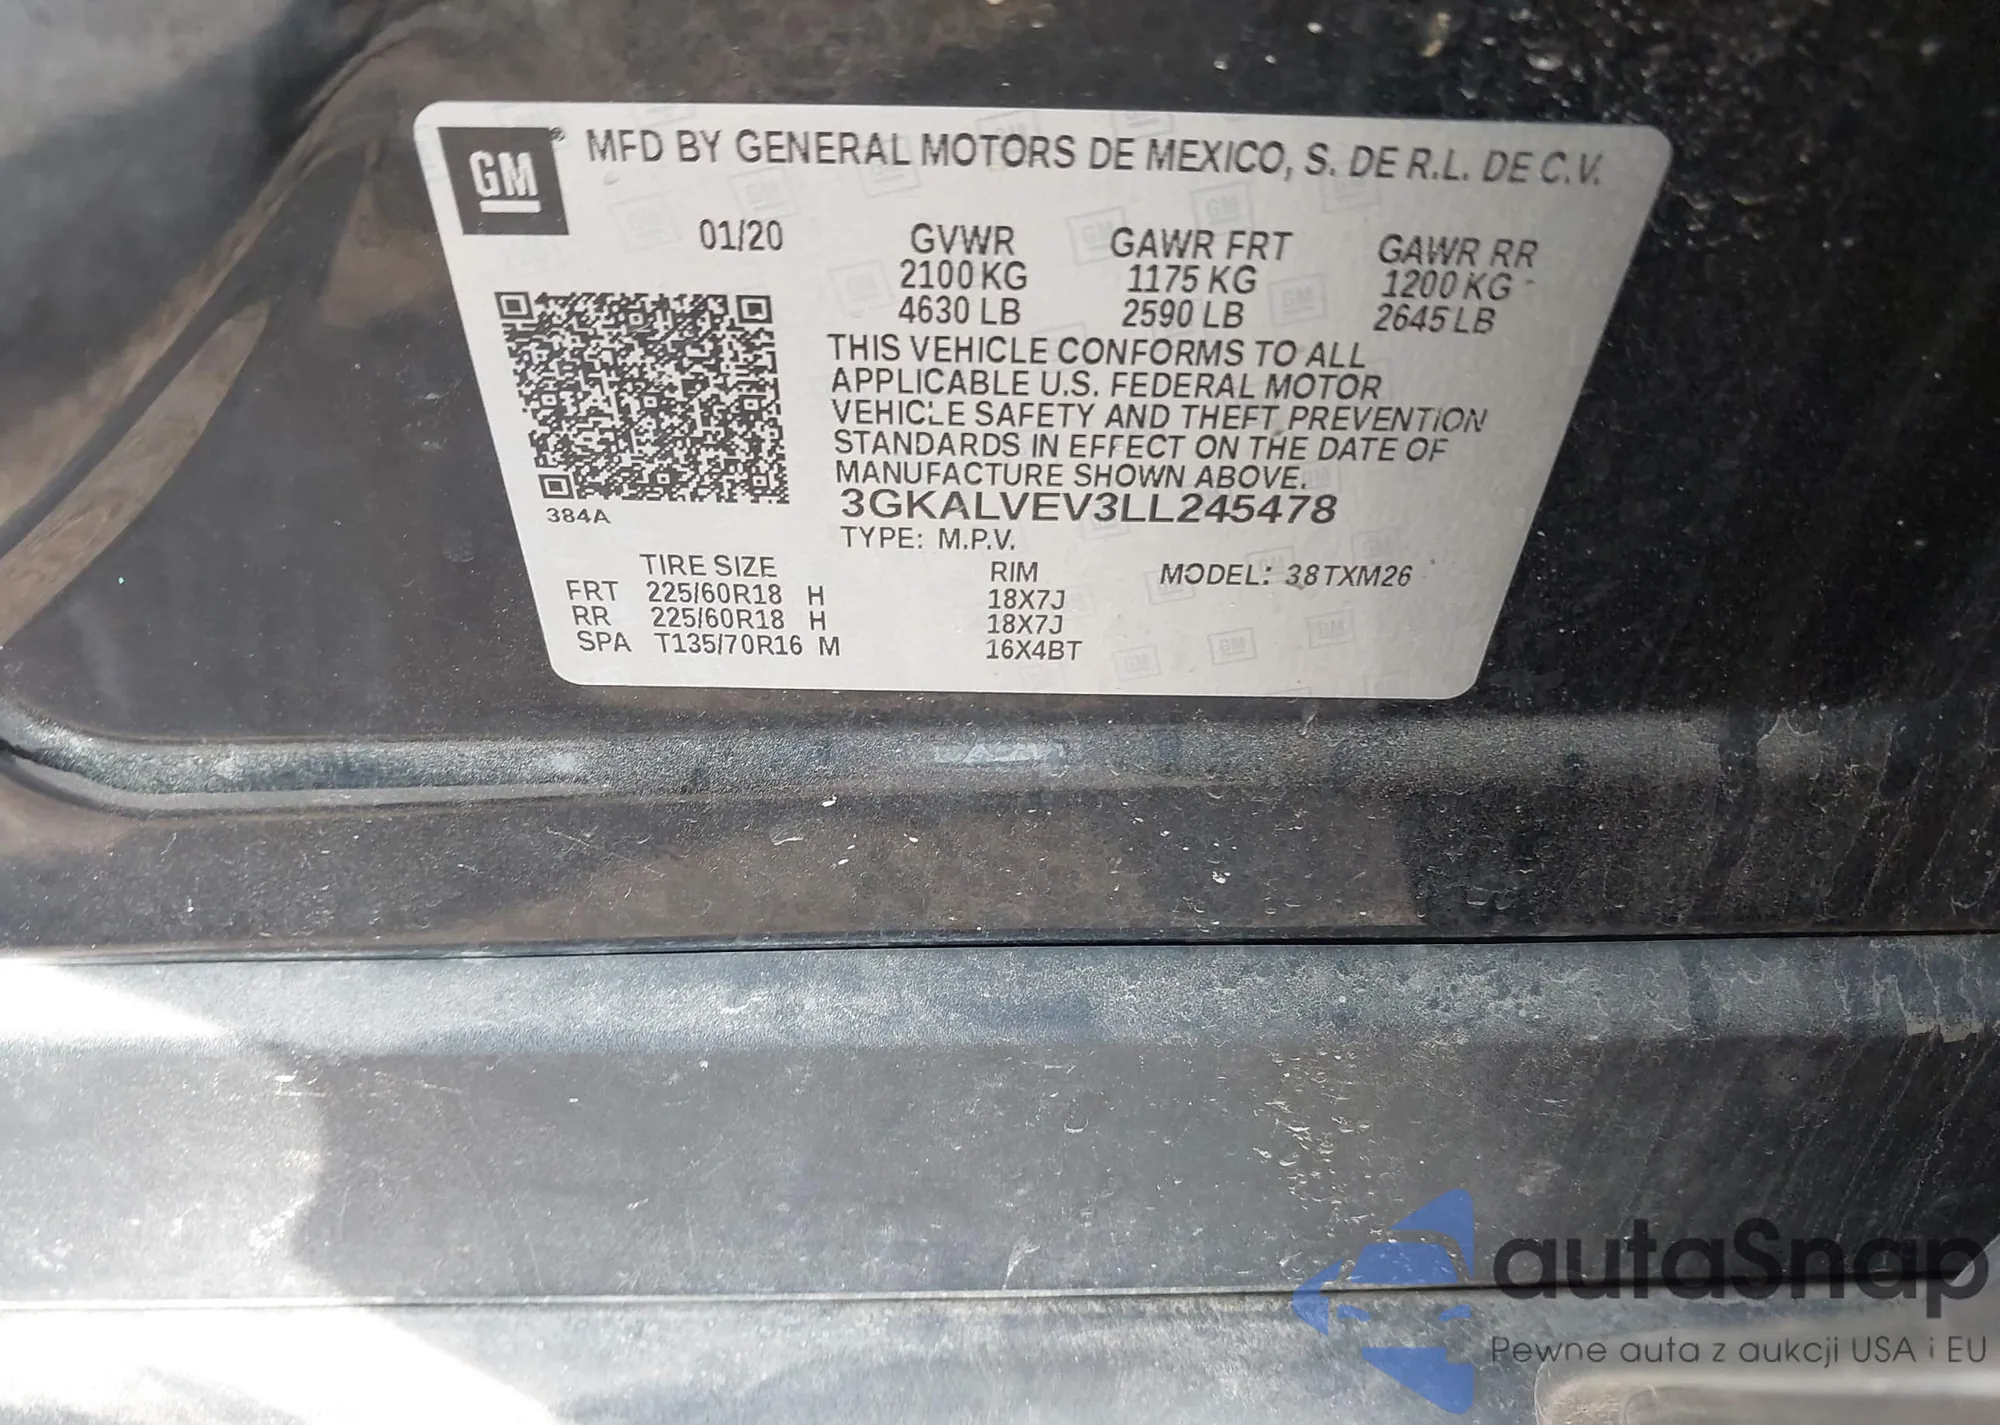 GM® MFD BY GENERAL MOTORS DE MEXICO, S. DE R.L. DE C.V.
01/20 GVWR GAWR FRT GAWR RR
2100 KG 1175 KG 1200 KG
4630 LB 2590 LB 2645 LB
THIS VEHICLE CONFORMS TO ALL
APPLICABLE U.S. FEDERAL MOTOR
VEHICLE SAFETY AND THEFT PREVENTION
STANDARDS IN EFFECT ON THE DATE OF
MANUFACTURE SHOWN ABOVE.
384A 3GKALVEV3LL245478
TYPE: M.P.V.
TIRE SIZE RIM MODEL: 38TXM26
FRT 225/60R18 H 18X7J
RR 225/60R18 H 18X7J
SPA T135/70R16 M 16X4BT
autaSnap
Pewne auta z aukcji USA i EU